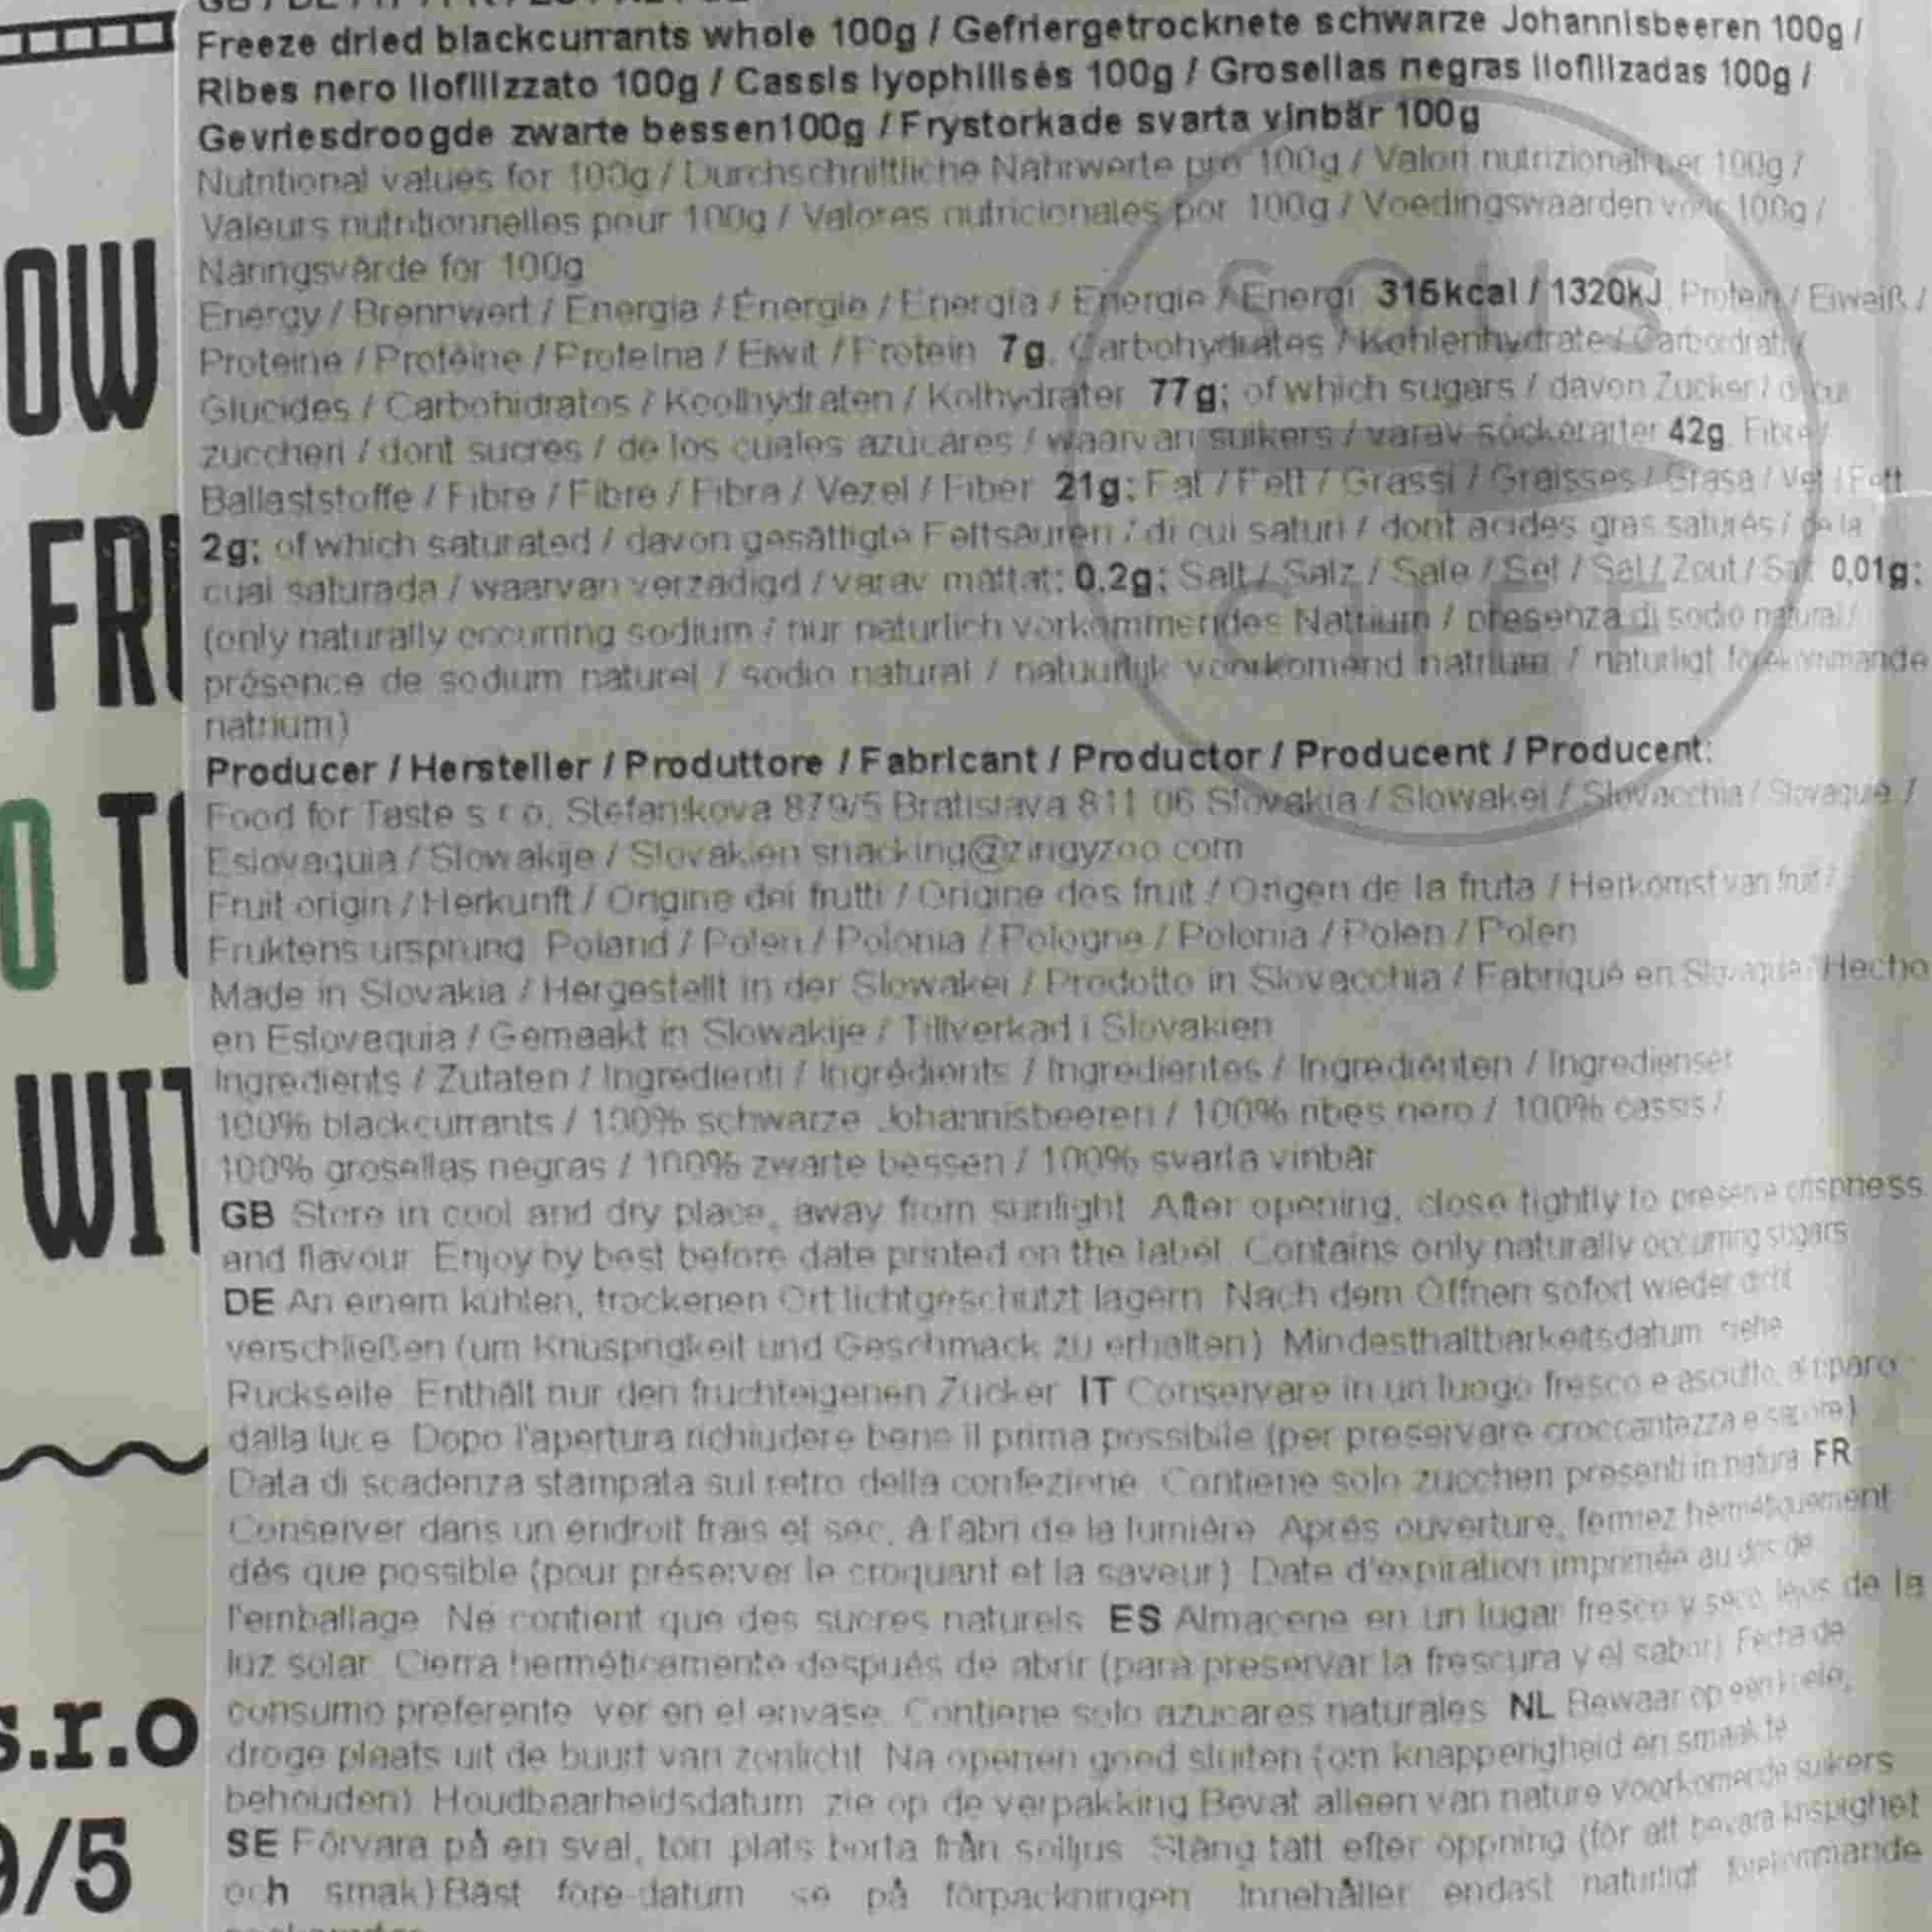 Freeze dried blackcurrants whole 100g / Gefriergetrocknete schwarze Johannisbeeren 100g /
Ribes nero liofilizzato 100g / Cassis lyophilisés 100g / Grosellas negras liofilizadas 100g /
Gevriesdroogde zwarte bessen100g / Frystorkade svarta vinbär 100g
Nutritional values for 100g / Durchschnittliche Nährwerte pro 100g / Valori nutrizionali per 100g /
Valeurs nutritionnelles pour 100g / Valores nutricionales por 100g / Voedingswaarden voor 100g /
Näringsvärde for 100g
Energy / Brennwert / Energia / Énergie / Energía / Energie / Energi 316kcal / 1320kJ Protein / Eiweiß /
Proteine / Protéine / Proteina / Eiwit / Protein 7g. Carbohydrates / Kohlenhydrate / Carboidrati /
Glucides / Carbohidratos / Koolhydraten / Kolhydrater 77g; of which sugars / davon Zucker / di cui
zuccheri / dont sucres / de los cuales azúcares / waarvan suikers / varav sockerarter 42g Fibre /
Ballaststoffe / Fibre / Fibre / Fibra / Vezel / Fiber 21g; Fat / Fett / Grassi / Graisses / Grasa / Vet / Fett
2g; of which saturated / davon gesättigte Fettsäuren / di cui saturi / dont acides gras saturés / de la
cual saturada / waarvan verzadigd / varav mättat: 0.2g; Salt / Salz / Sale / Sel / Sal / Zout / Salt 0,01g;
(only naturally occurring sodium / nur natürlich vorkommendes Natrium / presenza di sodio natural /
présence de sodium naturel / sodio natural / natuurlijk voorkomend natrium / naturligt forekommande
natrium)
Producer / Hersteller / Produttore / Fabricant / Productor / Producent / Producent:
Food for Taste s r o, Stefanikova 879/5 Bratislava 811 06 Slovakia / Slowakei / Slovacchia / Slovaquie /
Eslovaquia / Slowakije / Slovakien snacking@zingyzoo.com
Fruit origin / Herkunft / Origine dei frutti / Origine des fruit / Origen de la fruta / Herkomst van fruit /
Fruktens ursprung Poland / Polen / Polonia / Pologne / Polonia / Polen / Polen
Made in Slovakia / Hergestellt in der Slowakei / Prodotto in Slovacchia / Fabriqué en Slovaquie / Hecho
en Eslovaquia / Gemaakt in Slowakije / Tillverkad i Slovakien
Ingredients / Zutaten / Ingredienti / Ingrédients / Ingredientes / Ingrediënten / Ingredienser
100% blackcurrants / 100% schwarze Johannisbeeren / 100% ribes nero / 100% cassis /
100% grosellas negras / 100% zwarte bessen / 100% svarta vinbär
GB Store in cool and dry place, away from sunlight After opening, close tightly to preserve crispness
and flavour Enjoy by best before date printed on the label Contains only naturally occurring sugars
DE An einem kühlen, trockenen Ort lichtgeschützt lagern Nach dem Öffnen sofort wieder dicht
verschließen (um Knusprigkeit und Geschmack zu erhalten) Mindesthaltbarkeitsdatum siehe
Rückseite Enthält nur den fruchteigenen Zucker IT Conservare in un luogo fresco e asciutto, al riparo
dalla luce Dopo l'apertura richiudere bene il prima possibile (per preservare croccantezza e sapore)
Data di scadenza stampata sul retro della confezione Contiene solo zuccheri presenti in natura FR
Conserver dans un endroit frais et sec, à l'abri de la lumière Après ouverture, fermez hermétiquement
dès que possible (pour préserver le croquant et la saveur) Date d'expiration imprimée au dos de
l'emballage Ne contient que des sucres naturels ES Almacene en un lugar fresco y seco lejos de la
luz solar Cierra herméticamente después de abrir (para preservar la frescura y el sabor) Fecha de
consumo preferente ver en el envase. Contiene solo azucares naturales NL Bewaar op een koele,
droge plaats uit de buurt van zonlicht Na openen goed sluiten (om knapperigheid en smaak te
behouden) Houdbaarheidsdatum zie op de verpakking Bevat alleen van nature voorkomende suikers
SE Förvara på en sval, torr plats borta från solljus Stäng tätt efter öppning (för att bevara krispighet
och smak) Bäst före-datum se på förpackningen Innehåller endast naturligt förekommande
OW
FRU
O TO
WIT
s.r.o
9/5
SOUS
CHEF